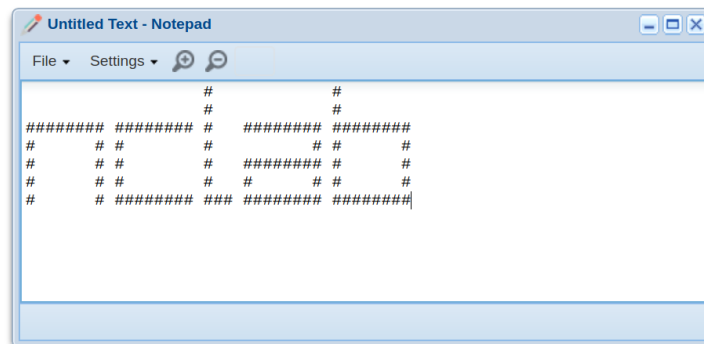 Untitled Text - Notepad
File Settings
                  #            #
                  #            #
######## ######## #   ######## ########
#      # #        #          # #      #
#      # #        #   ######## #      #
#      # #        #   #      # #      #
#      # ######## ### ######## ########